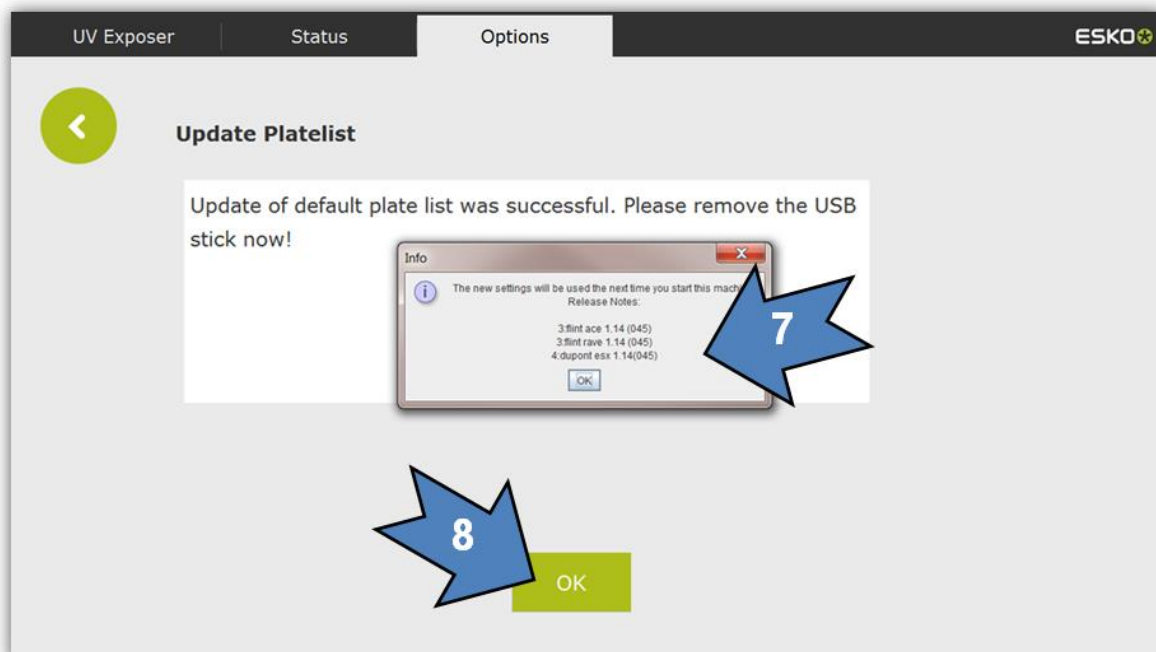 UV Exposer
Status
Options
ESKO
Update Platelist
Update of default plate list was successful. Please remove the USB
stick now!
Info
The new settings will be used the next time you start this
Release Notes:
3:flint ace 1.14 (045)
3:flint rave 1.14 (045)
4:dupont esx 1.14(045)
OK
7
8
OK